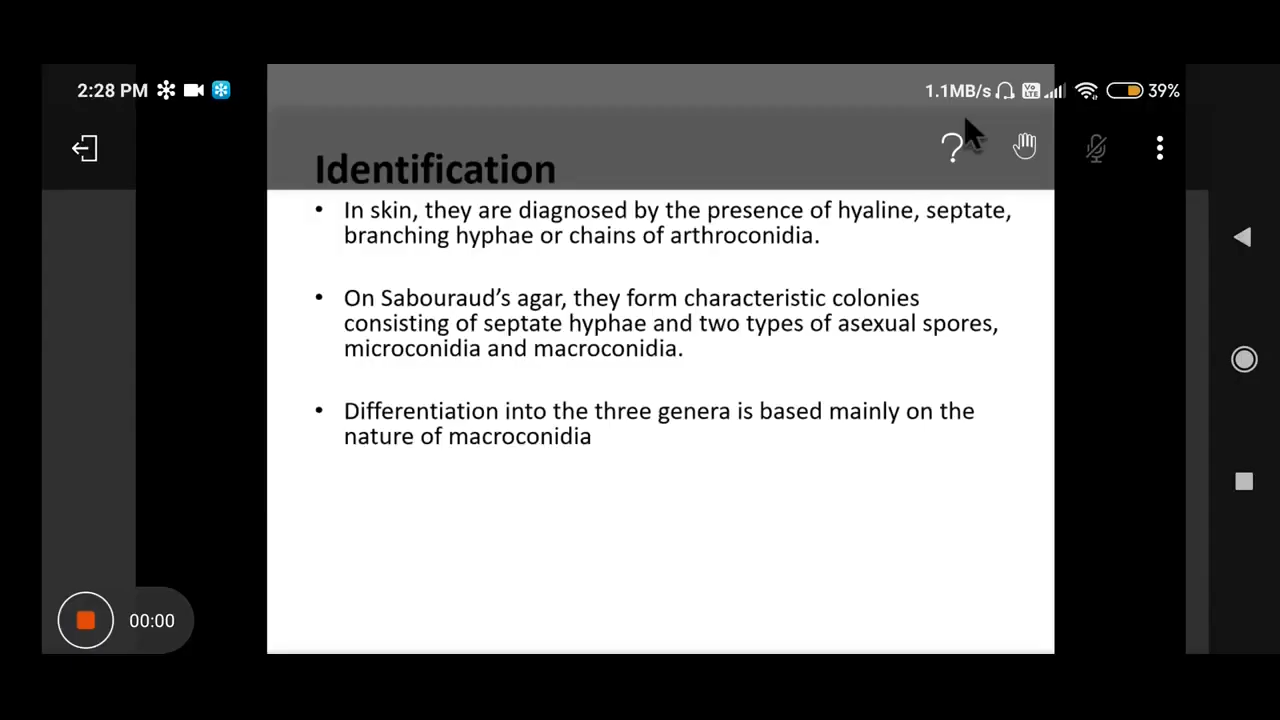 2:28 PM
1.1MB/s
Vo
LTE
39%
?
Identification
• In skin, they are diagnosed by the presence of hyaline, septate,
branching hyphae or chains of arthroconidia.
• On Sabouraud’s agar, they form characteristic colonies
consisting of septate hyphae and two types of asexual spores,
microconidia and macroconidia.
• Differentiation into the three genera is based mainly on the
nature of macroconidia
00:00